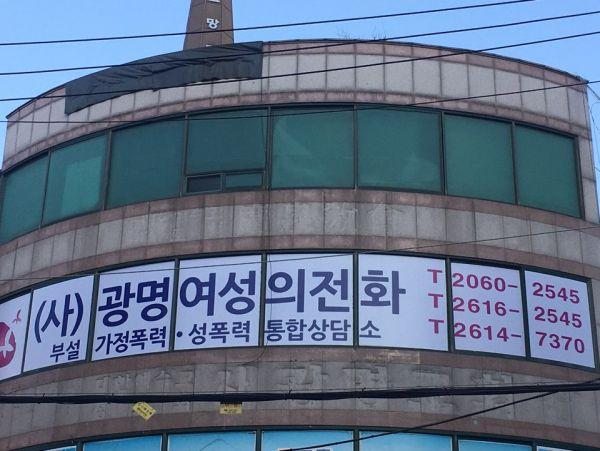 망
(사) 광명여성의전화
부설 가정폭력 · 성폭력 통합상담소
T 2060-2545
T 2616-2545
T 2614-7370